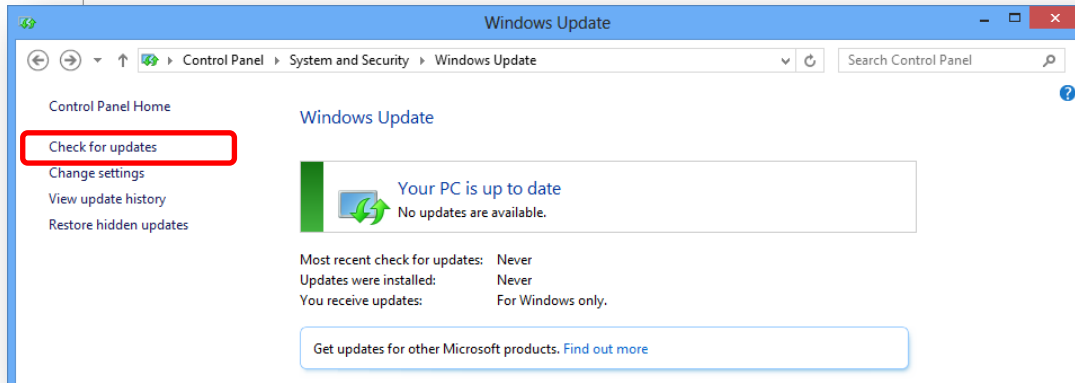 Windows Update
Control Panel System and Security Windows Update Search Control Panel
Control Panel Home
Check for updates
Change settings
View update history
Restore hidden updates
Windows Update
Your PC is up to date
No updates are available.
Most recent check for updates: Never
Updates were installed: Never
You receive updates: For Windows only.
Get updates for other Microsoft products. Find out more